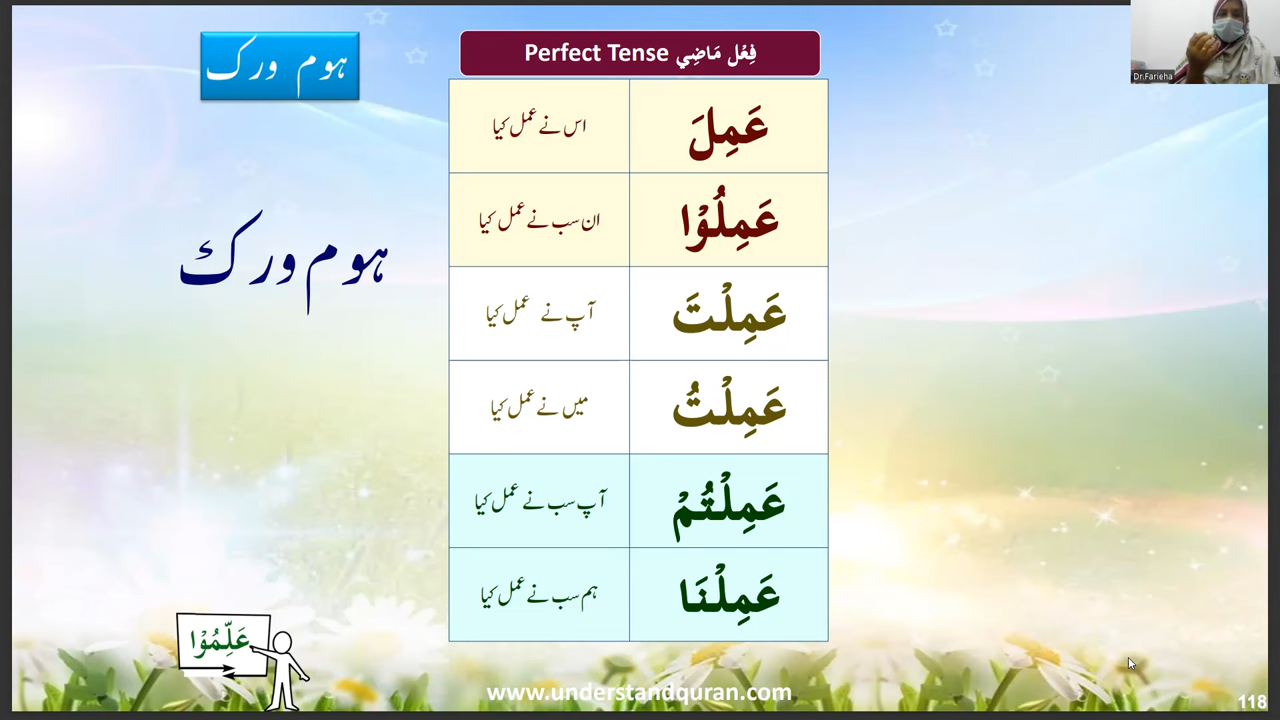 ہوم ورک
فِعْل مَاضِي Perfect Tense
Dr.Farieha
عَمِلَ
اس نے عمل کیا
عَمِلُوْا
ان سب نے عمل کیا
ہوم ورک
عَمِلْتَ
آپ نے عمل کیا
عَمِلْتُ
میں نے عمل کیا
عَمِلْتُمْ
آپ سب نے عمل کیا
عَمِلْنَا
ہم سب نے عمل کیا
عَلِّمُوْا
www.understandquran.com
118